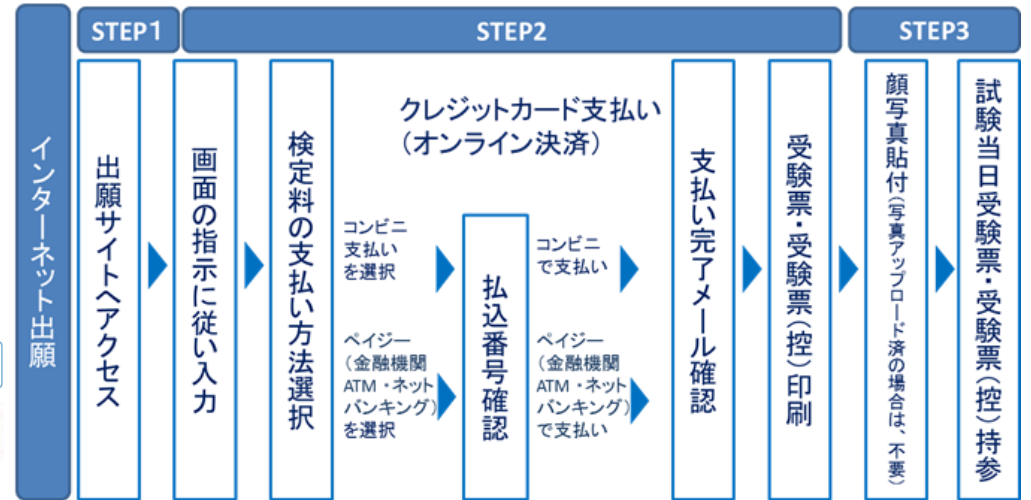 STEP1
STEP2
STEP3
インターネット出願
出願サイトへアクセス
画面の指示に従い入力
検定料の支払い方法選択
クレジットカード支払い
(オンライン決済)
コンビニ
支払い
を選択
ペイジー
(金融機関
ATM・ネット
バンキング)
を選択
払込番号確認
コンビニ
で支払い
ペイジー
(金融機関
ATM・ネット
バンキング)
で支払い
支払い完了メール確認
受験票・受験票(控)印刷
顔写真貼付(写真アップロード済の場合は、不要)
試験当日受験票・受験票(控)持参